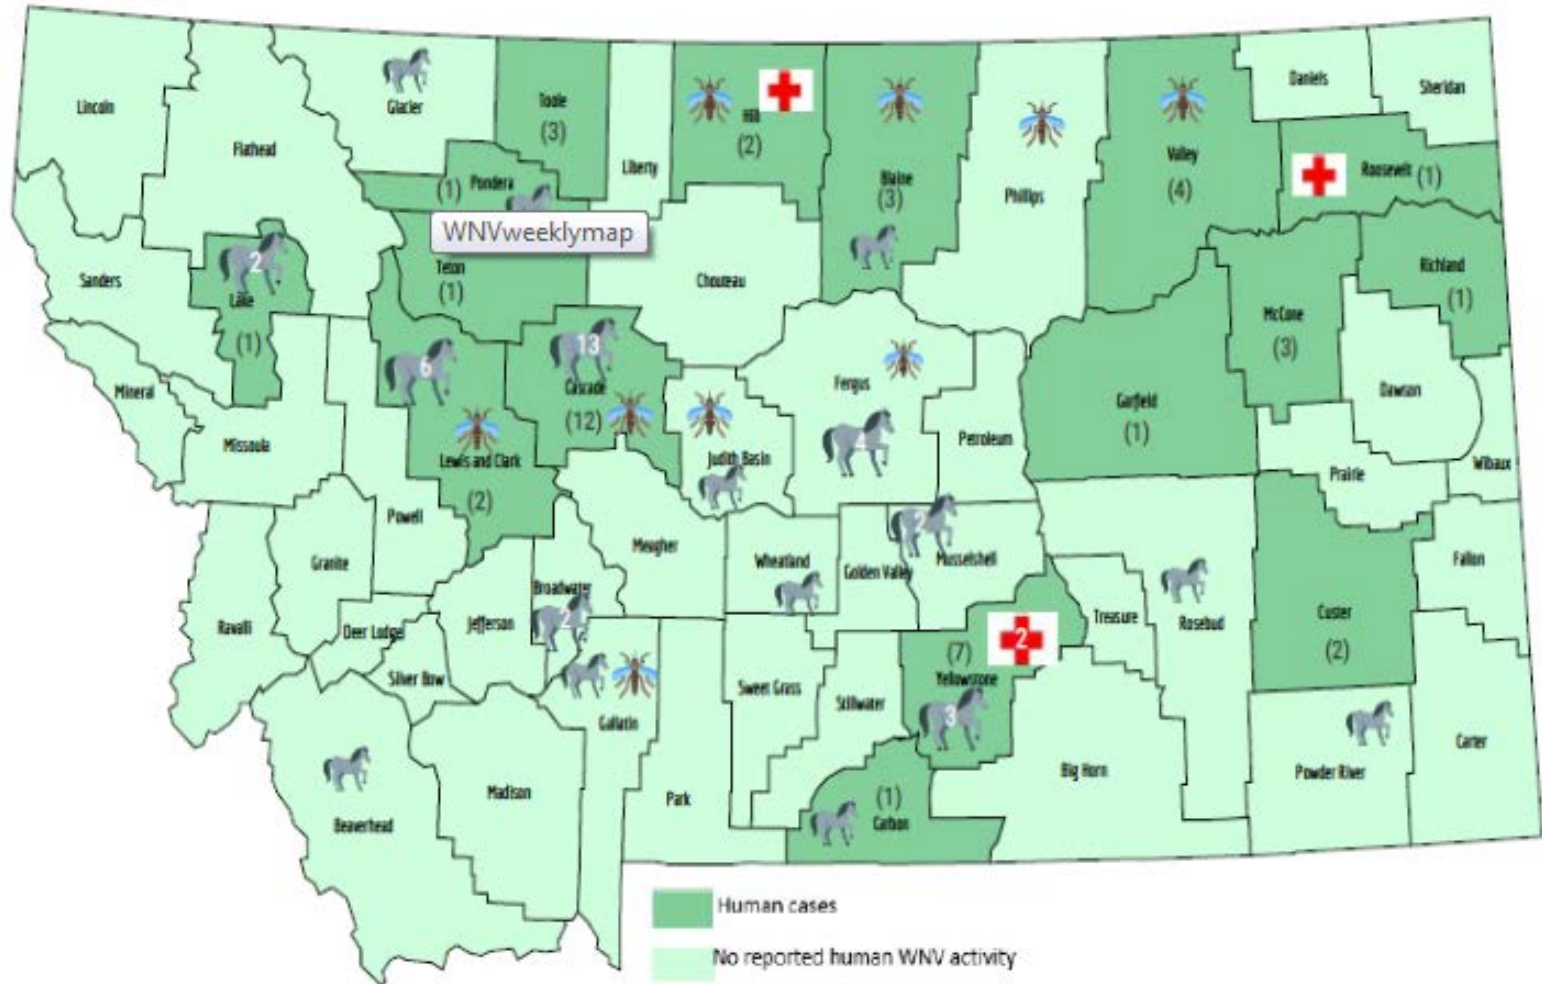 Lincoln
Flathead
Glacier
Toole
(3)
Liberty
Hill
(2)
Blaine
(3)
Phillips
Valley
(4)
Daniels
Sheridan
Roosevelt (1)
(1) Pondera
WNVweeklymap
Teton
(1)
Chouteau
Sanders
2
Lake
(1)
Richland
(1)
McCone
(3)
Dawson
Garfield
(1)
Mineral
Missoula
6
Lewis and Clark
(2)
13
Cascade
(12)
Judith Basin
Fergus
4
Petroleum
Prairie
Wibaux
Powell
Granite
Ravalli
Deer Lodge
Silver Bow
Jefferson
Broadwater
2
Meagher
Wheatland
Golden Valley
2
Musselshell
Treasure
Rosebud
Custer
(2)
Fallon
Gallatin
Sweet Grass
Stillwater
(7)
2
Yellowstone
3
Beaverhead
Madison
Park
(1)
Carbon
Big Horn
Powder River
Carter
Human cases
No reported human WNV activity